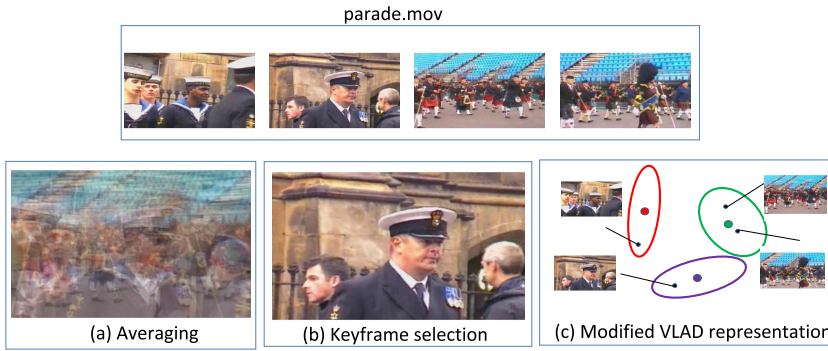 parade.mov
(a) Averaging
(b) Keyframe selection
(c) Modified VLAD representation